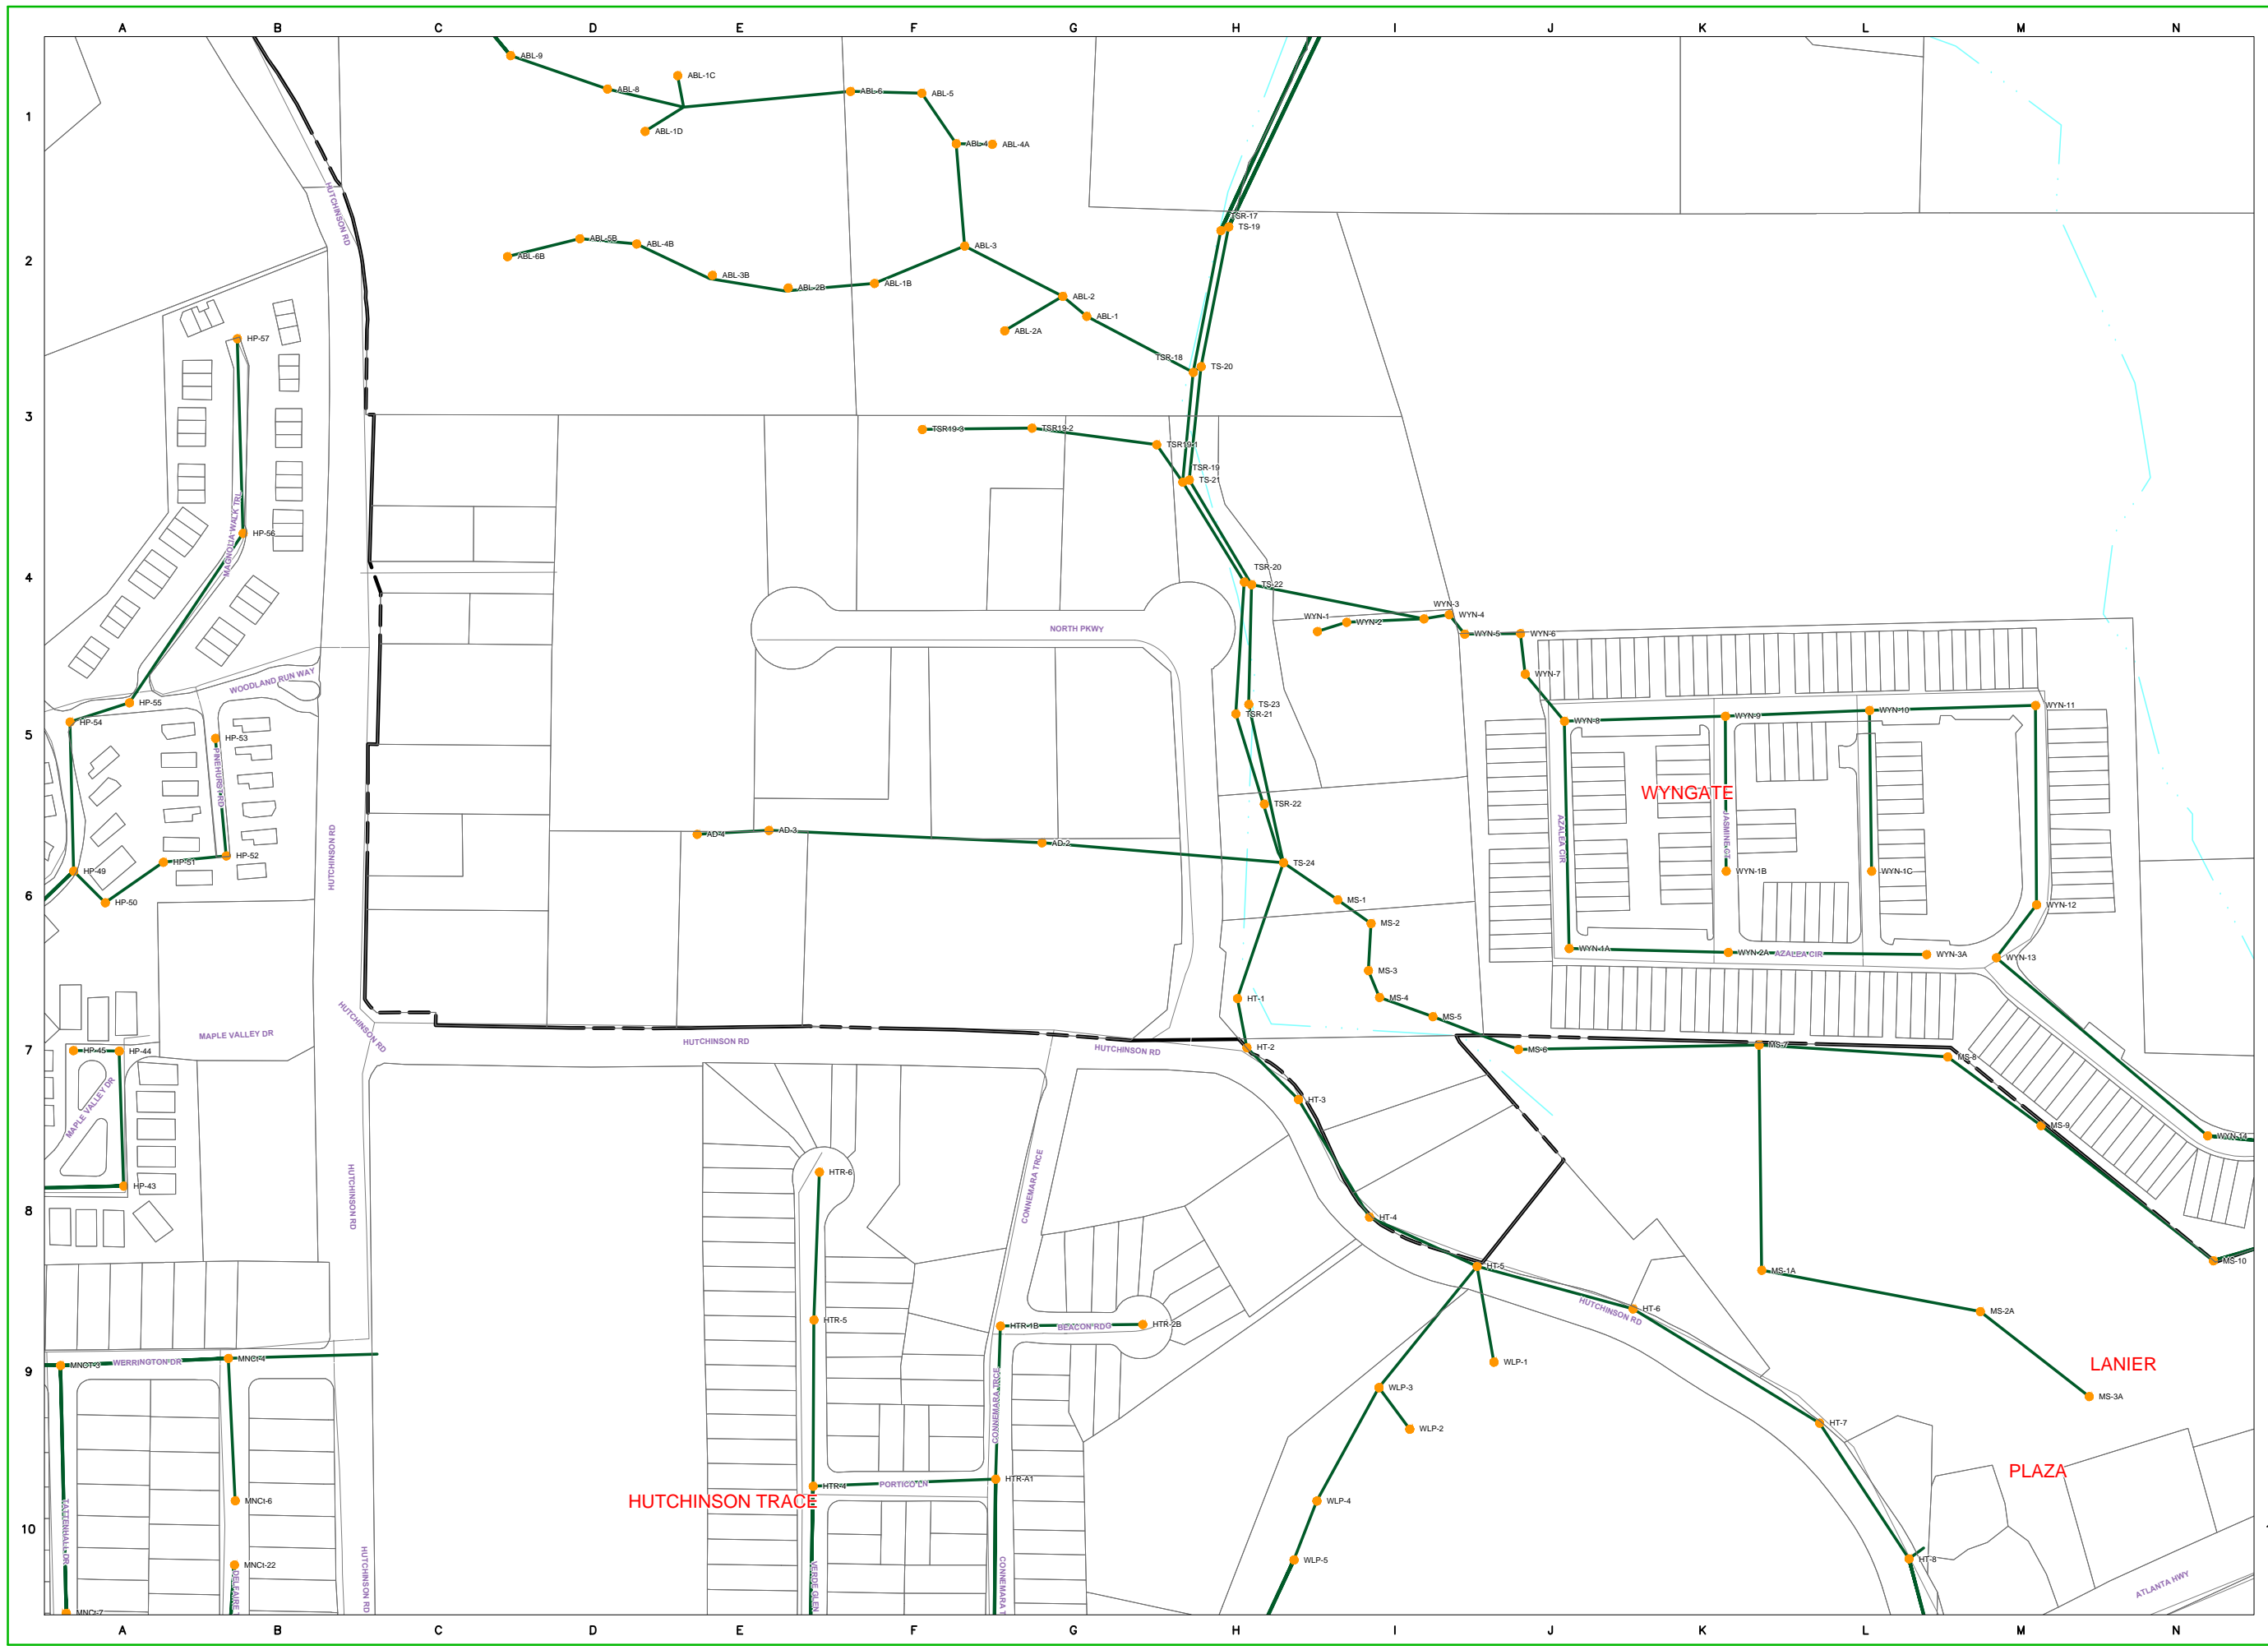 A B C D E F G H I J K L M N
ABL-9
ABL-1C
ABL-8
ABL-6
ABL-5
1
ABL-1D
ABL-4
ABL-4A
HUTCHINSON RD
TSR-17
TS-19
ABL-5B
ABL-4B
ABL-3
2
ABL-6B
ABL-3B
ABL-2B
ABL-1B
ABL-2
ABL-1
ABL-2A
HP-57
TSR-18
TS-20
3
TSR19-3
TSR19-2
TSR19-1
TSR-19
TS-21
MAGNOLIA WALK TRL
HP-56
4
TSR-20
TS-22
WYN-1
WYN-2
WYN-3
WYN-4
WYN-5
WYN-6
NORTH PKWY
WYN-7
WOODLAND RUN WAY
HP-55
HP-54
TS-23
TSR-21
WYN-8
WYN-9
WYN-10
WYN-11
5
HP-53
PINEHURST RD
WYNGATE
TSR-22
HUTCHINSON RD
AD-4
AD-3
AD-2
AZALEA CIR
JASMINE CT
TS-24
HP-52
HP-51
HP-49
WYN-1B
WYN-1C
6
HP-50
MS-1
MS-2
WYN-12
WYN-1A
WYN-2A
AZALEA CIR
WYN-3A
WYN-13
MS-3
MS-4
HT-1
MS-5
HUTCHINSON RD
MAPLE VALLEY DR
HUTCHINSON RD
HUTCHINSON RD
HT-2
7
HP-45
HP-44
MS-6
MS-7
MS-8
MAPLE VALLEY DR
HT-3
MS-9
WYN-14
HTR-6
HP-43
CONNEMARA TRCE
HUTCHINSON RD
8
HT-4
HT-5
MS-1A
MS-10
HT-6
HUTCHINSON RD
MS-2A
HTR-5
HTR-1B
BEACON RDG
HTR-2B
MNCT-3
WERRINGTON DR
MNCt-4
WLP-1
LANIER
9
WLP-3
MS-3A
CONNEMARA TRCE
WLP-2
HT-7
PLAZA
HTR-4
PORTICO LN
HTR-A1
HUTCHINSON TRACE
MNCt-6
WLP-4
TATTENHALL DR
10
HT-8
MNCt-22
WLP-5
HUTCHINSON RD
VERDE GLEN
CONNEMARA T
ATLANTA HWY
MNCt-7
A B C D E F G H I J K L M N